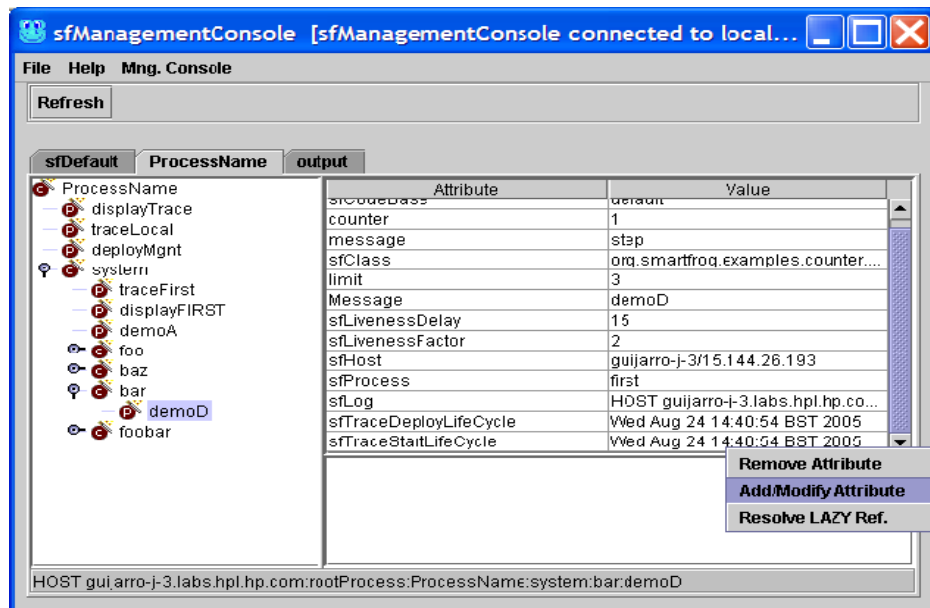 sfManagementConsole [sfManagementConsole connected to local...
File Help Mng. Console
Refresh
sfDefault ProcessName output
ProcessName
displayTrace
traceLocal
deployMgnt
system
traceFirst
displayFIRST
demoA
foo
baz
bar
demoD
foobar
Attribute Value
sfCodeBase default
counter 1
message step
sfClass org.smartfrog.examples.counter....
limit 3
Message demoD
sfLivenessDelay 15
sfLivenessFactor 2
sfHost guijarro-j-3/15.144.26.193
sfProcess first
sfLog HOST guijarro-j-3.labs.hpl.hp.co...
sfTraceDeployLifeCycle Wed Aug 24 14:40:54 BST 2005
sfTraceStartLifeCycle Wed Aug 24 14:40:54 BST 2005
Remove Attribute
Add/Modify Attribute
Resolve LAZY Ref.
HOST guijarro-j-3.labs.hpl.hp.com:rootProcess:ProcessName:system:bar:demoD